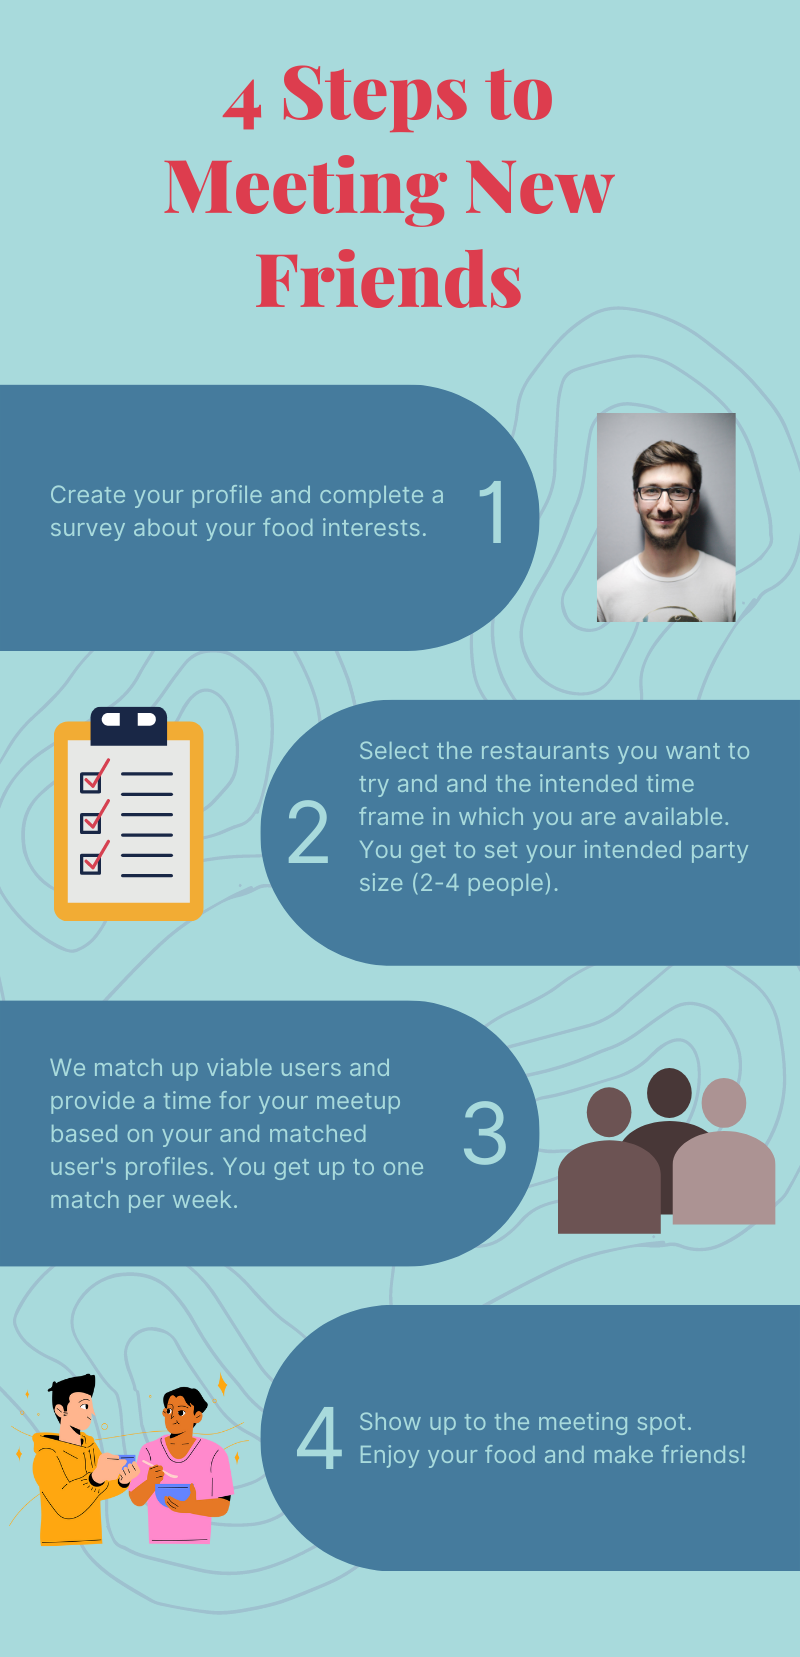 4 Steps to
Meeting New
Friends
Create your profile and complete a
survey about your food interests.
1
2
Select the restaurants you want to
try and and the intended time
frame in which you are available.
You get to set your intended party
size (2-4 people).
We match up viable users and
provide a time for your meetup
based on your and matched
user's profiles. You get up to one
match per week.
3
4
Show up to the meeting spot.
Enjoy your food and make friends!